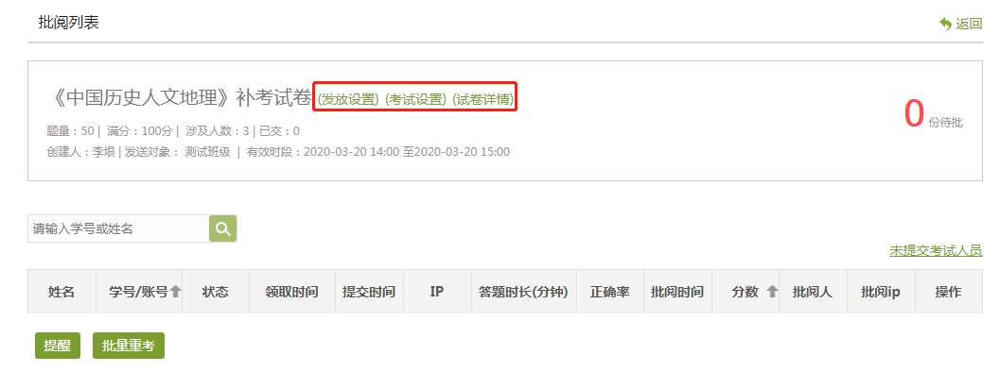 批阅列表
返回
《中国历史人文地理》补考试卷 (发放设置) (考试设置) (试卷详情)
0 份待批
题量：50 | 满分：100分 | 涉及人数：3 | 已交：0
创建人：李垠 | 发送对象： 测试班级 | 有效时段：2020-03-20 14:00 至2020-03-20 15:00
请输入学号或姓名
未提交考试人员
姓名 学号/账号 状态 领取时间 提交时间 IP 答题时长(分钟) 正确率 批阅时间 分数 批阅人 批阅ip 操作
提醒 批量重考